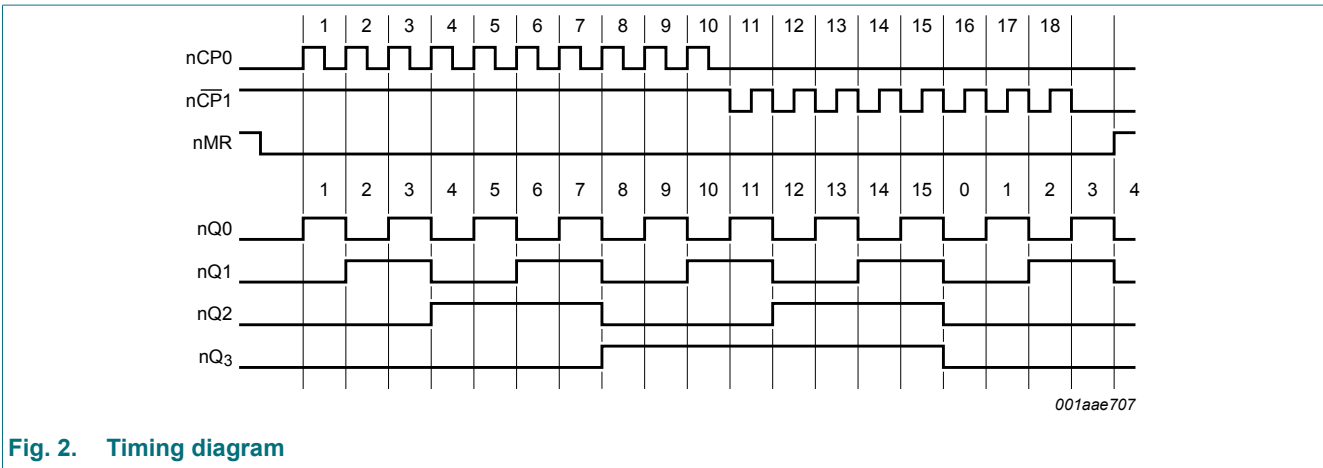 1 2 3 4 5 6 7 8 9 10 11 12 13 14 15 16 17 18
nCP0
nC̅P̅1
nMR
1 2 3 4 5 6 7 8 9 10 11 12 13 14 15 0 1 2 3 4
nQ0
nQ1
nQ2
nQ₃
001aae707
Fig. 2. Timing diagram